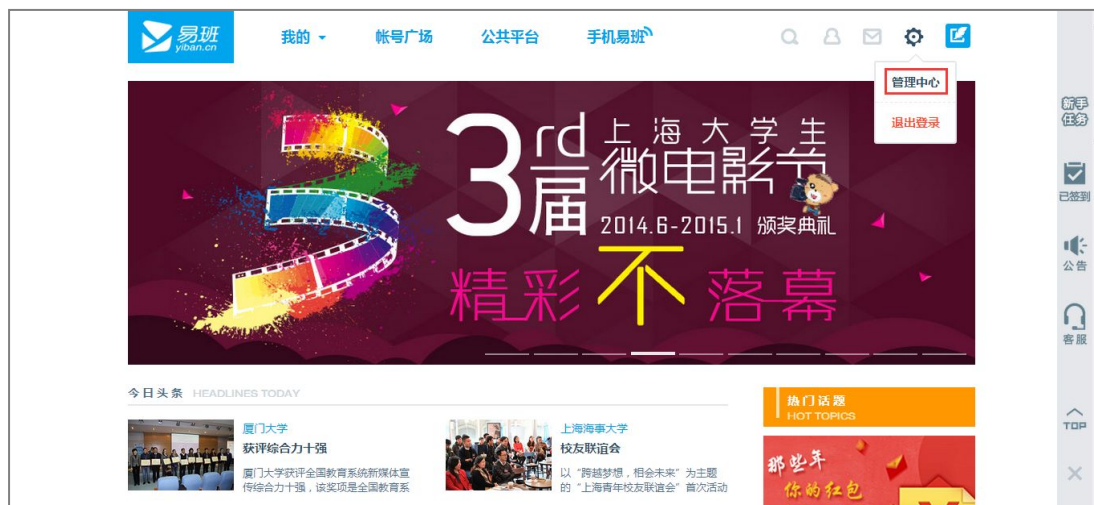 易班
yiban.cn
我的
帐号广场
公共平台
手机易班
管理中心
退出登录
新手
任务
已签到
公告
客服
TOP
3rd
届
上海大学生
微电影节
2014.6-2015.1 颁奖典礼
精彩不落幕
今日头条 HEADLINES TODAY
厦门大学
获评综合力十强
厦门大学获评全国教育系统新媒体宣
传综合力十强，该奖项是全国教育系
上海海事大学
校友联谊会
以“跨越梦想，相会未来”为主题
的“上海青年校友联谊会”首次活动
热门话题
HOT TOPICS
那些年
你的红包